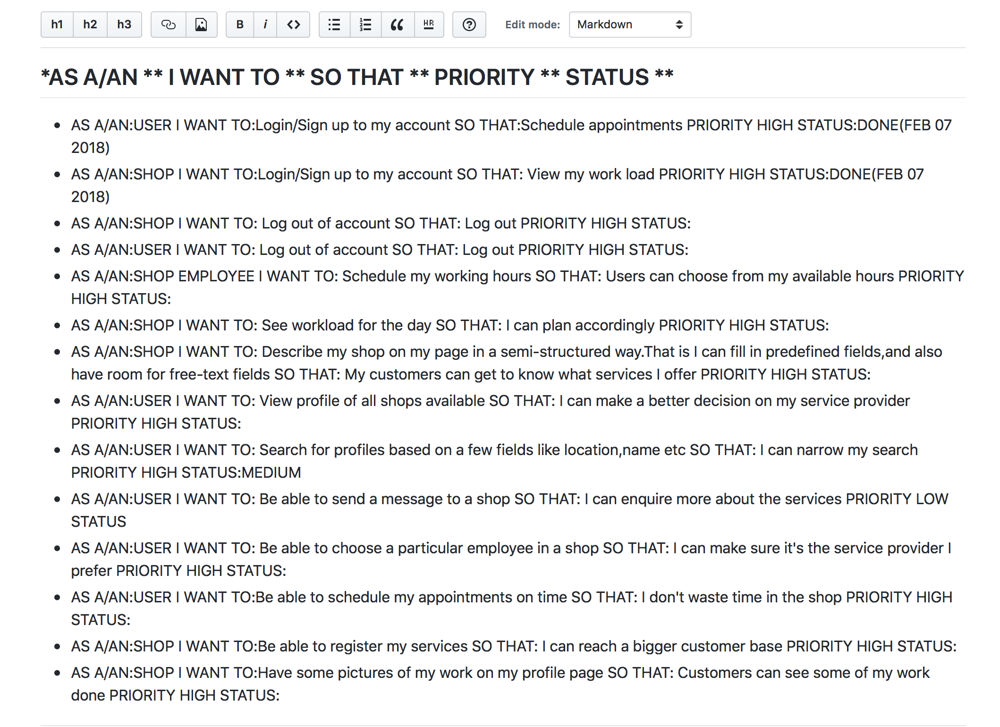 h1 h2 h3 B i <> 1 2 3 “ HR ? Edit mode: Markdown
*AS A/AN ** I WANT TO ** SO THAT ** PRIORITY ** STATUS **
• AS A/AN:USER I WANT TO:Login/Sign up to my account SO THAT:Schedule appointments PRIORITY HIGH STATUS:DONE(FEB 07
2018)
• AS A/AN:SHOP I WANT TO:Login/Sign up to my account SO THAT: View my work load PRIORITY HIGH STATUS:DONE(FEB 07
2018)
• AS A/AN:SHOP I WANT TO: Log out of account SO THAT: Log out PRIORITY HIGH STATUS:
• AS A/AN:USER I WANT TO: Log out of account SO THAT: Log out PRIORITY HIGH STATUS:
• AS A/AN:SHOP EMPLOYEE I WANT TO: Schedule my working hours SO THAT: Users can choose from my available hours PRIORITY
HIGH STATUS:
• AS A/AN:SHOP I WANT TO: See workload for the day SO THAT: I can plan accordingly PRIORITY HIGH STATUS:
• AS A/AN:SHOP I WANT TO: Describe my shop on my page in a semi-structured way.That is I can fill in predefined fields,and also
have room for free-text fields SO THAT: My customers can get to know what services I offer PRIORITY HIGH STATUS:
• AS A/AN:USER I WANT TO: View profile of all shops available SO THAT: I can make a better decision on my service provider
PRIORITY HIGH STATUS:
• AS A/AN:USER I WANT TO: Search for profiles based on a few fields like location,name etc SO THAT: I can narrow my search
PRIORITY HIGH STATUS:MEDIUM
• AS A/AN:USER I WANT TO: Be able to send a message to a shop SO THAT: I can enquire more about the services PRIORITY LOW
STATUS
• AS A/AN:USER I WANT TO: Be able to choose a particular employee in a shop SO THAT: I can make sure it's the service provider I
prefer PRIORITY HIGH STATUS:
• AS A/AN:USER I WANT TO:Be able to schedule my appointments on time SO THAT: I don't waste time in the shop PRIORITY HIGH
STATUS:
• AS A/AN:SHOP I WANT TO:Be able to register my services SO THAT: I can reach a bigger customer base PRIORITY HIGH STATUS:
• AS A/AN:SHOP I WANT TO:Have some pictures of my work on my profile page SO THAT: Customers can see some of my work
done PRIORITY HIGH STATUS: